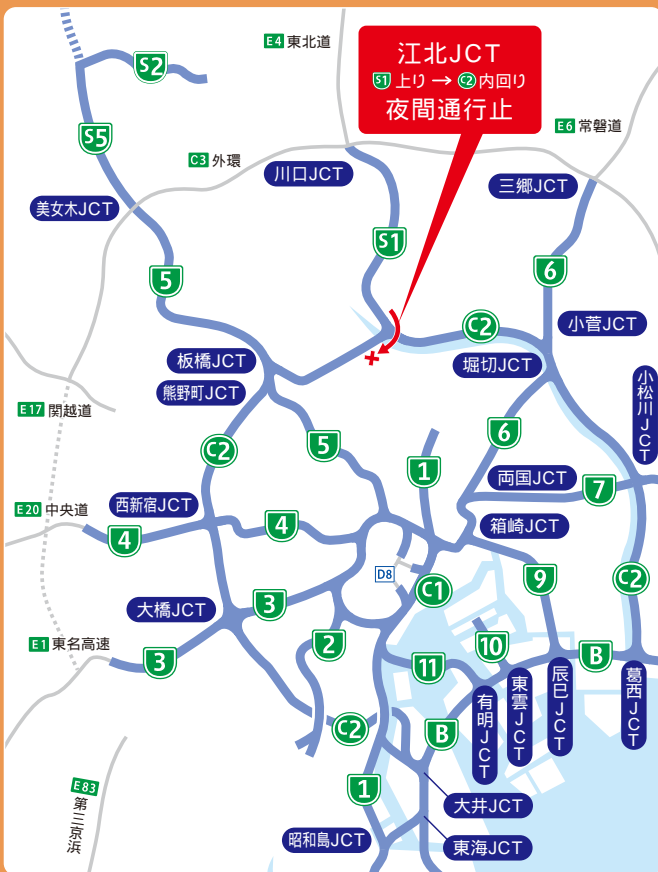 E4 東北道
江北JCT
S1 上り → C2 内回り
夜間通行止
S2
E6 常磐道
S5
C3 外環
川口JCT
三郷JCT
美女木JCT
S1
6
5
C2
小菅JCT
板橋JCT
堀切JCT
熊野町JCT
小松川JCT
E17 関越道
C2
5
6
1
両国JCT
7
西新宿JCT
E20 中央道
4
4
箱崎JCT
D8
C1
9
C2
大橋JCT
3
E1 東名高速
3
2
10
11
B
有明JCT
東雲JCT
辰巳JCT
葛西JCT
C2
B
E83 第三京浜
1
大井JCT
昭和島JCT
東海JCT